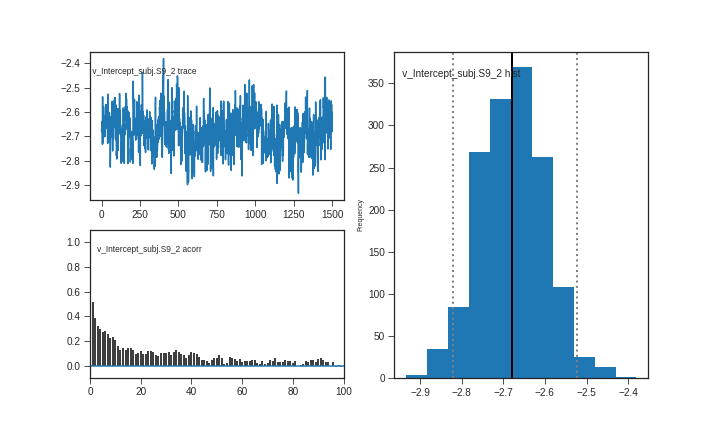 v_Intercept_subj.S9_2 trace
−2.4
−2.5
−2.6
−2.7
−2.8
−2.9
0 250 500 750 1000 1250 1500
v_Intercept_subj.S9_2 acorr
1.0
0.8
0.6
0.4
0.2
0.0
0 20 40 60 80 100
v_Intercept_subj.S9_2 hist
Frequency
350
300
250
200
150
100
50
0
−2.9 −2.8 −2.7 −2.6 −2.5 −2.4